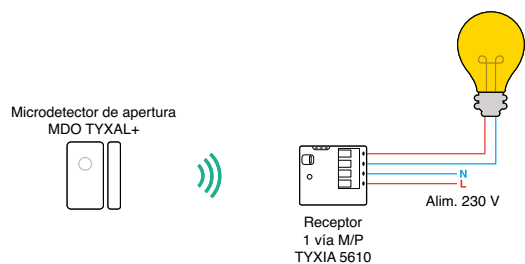 Microdetector de apertura
MDO TYXAL+
N
L
Alim. 230 V
Receptor
1 vía M/P
TYXIA 5610